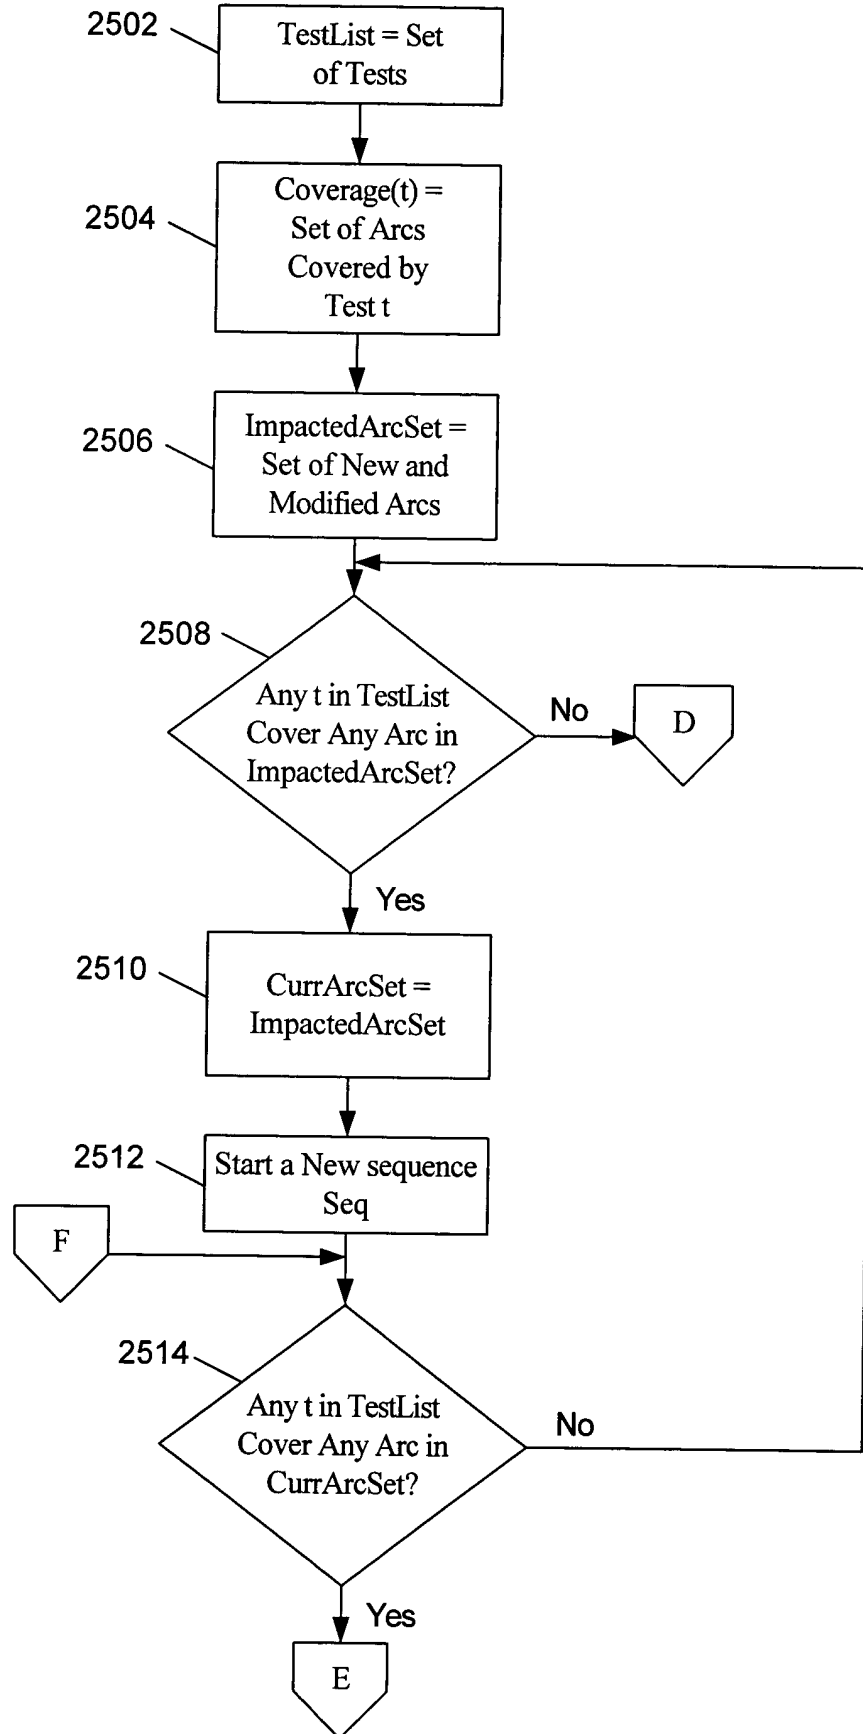 2502
TestList = Set
of Tests
2504
Coverage(t) =
Set of Arcs
Covered by
Test t
2506
ImpactedArcSet =
Set of New and
Modified Arcs
2508
Any t in TestList
Cover Any Arc in
ImpactedArcSet?
No
D
Yes
2510
CurrArcSet =
ImpactedArcSet
2512
Start a New sequence
Seq
F
2514
Any t in TestList
Cover Any Arc in
CurrArcSet?
No
Yes
E